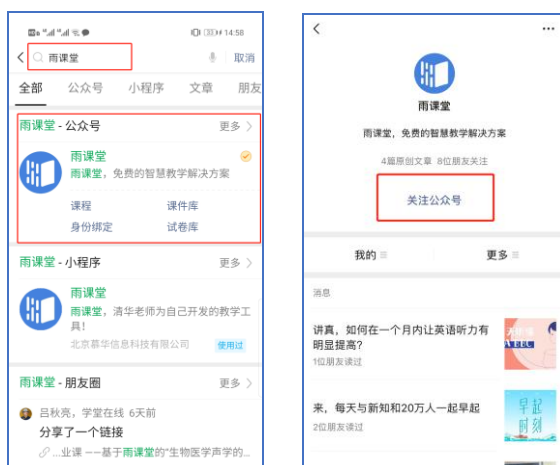 14:58
雨课堂
取消
全部 公众号 小程序 文章 朋友
雨课堂 - 公众号 更多
雨课堂
雨课堂，免费的智慧教学解决方案
课程 课件库
身份绑定 试卷库
雨课堂 - 小程序 更多
雨课堂
雨课堂，清华老师为自己开发的教学工
具!
北京慕华信息科技有限公司 使用过
雨课堂 - 朋友圈 更多
吕秋亮，学堂在线 6天前
分享了一个链接
...业课 ——基于雨课堂的“生物医学声学的...
雨课堂
雨课堂，免费的智慧教学解决方案
4篇原创文章 8位朋友关注
关注公众号
我的 更多
消息
讲真，如何在一个月内让英语听力有
明显提高?
1位朋友读过
来，每天与新知和20万人一起早起
2位朋友读过
早起
时刻